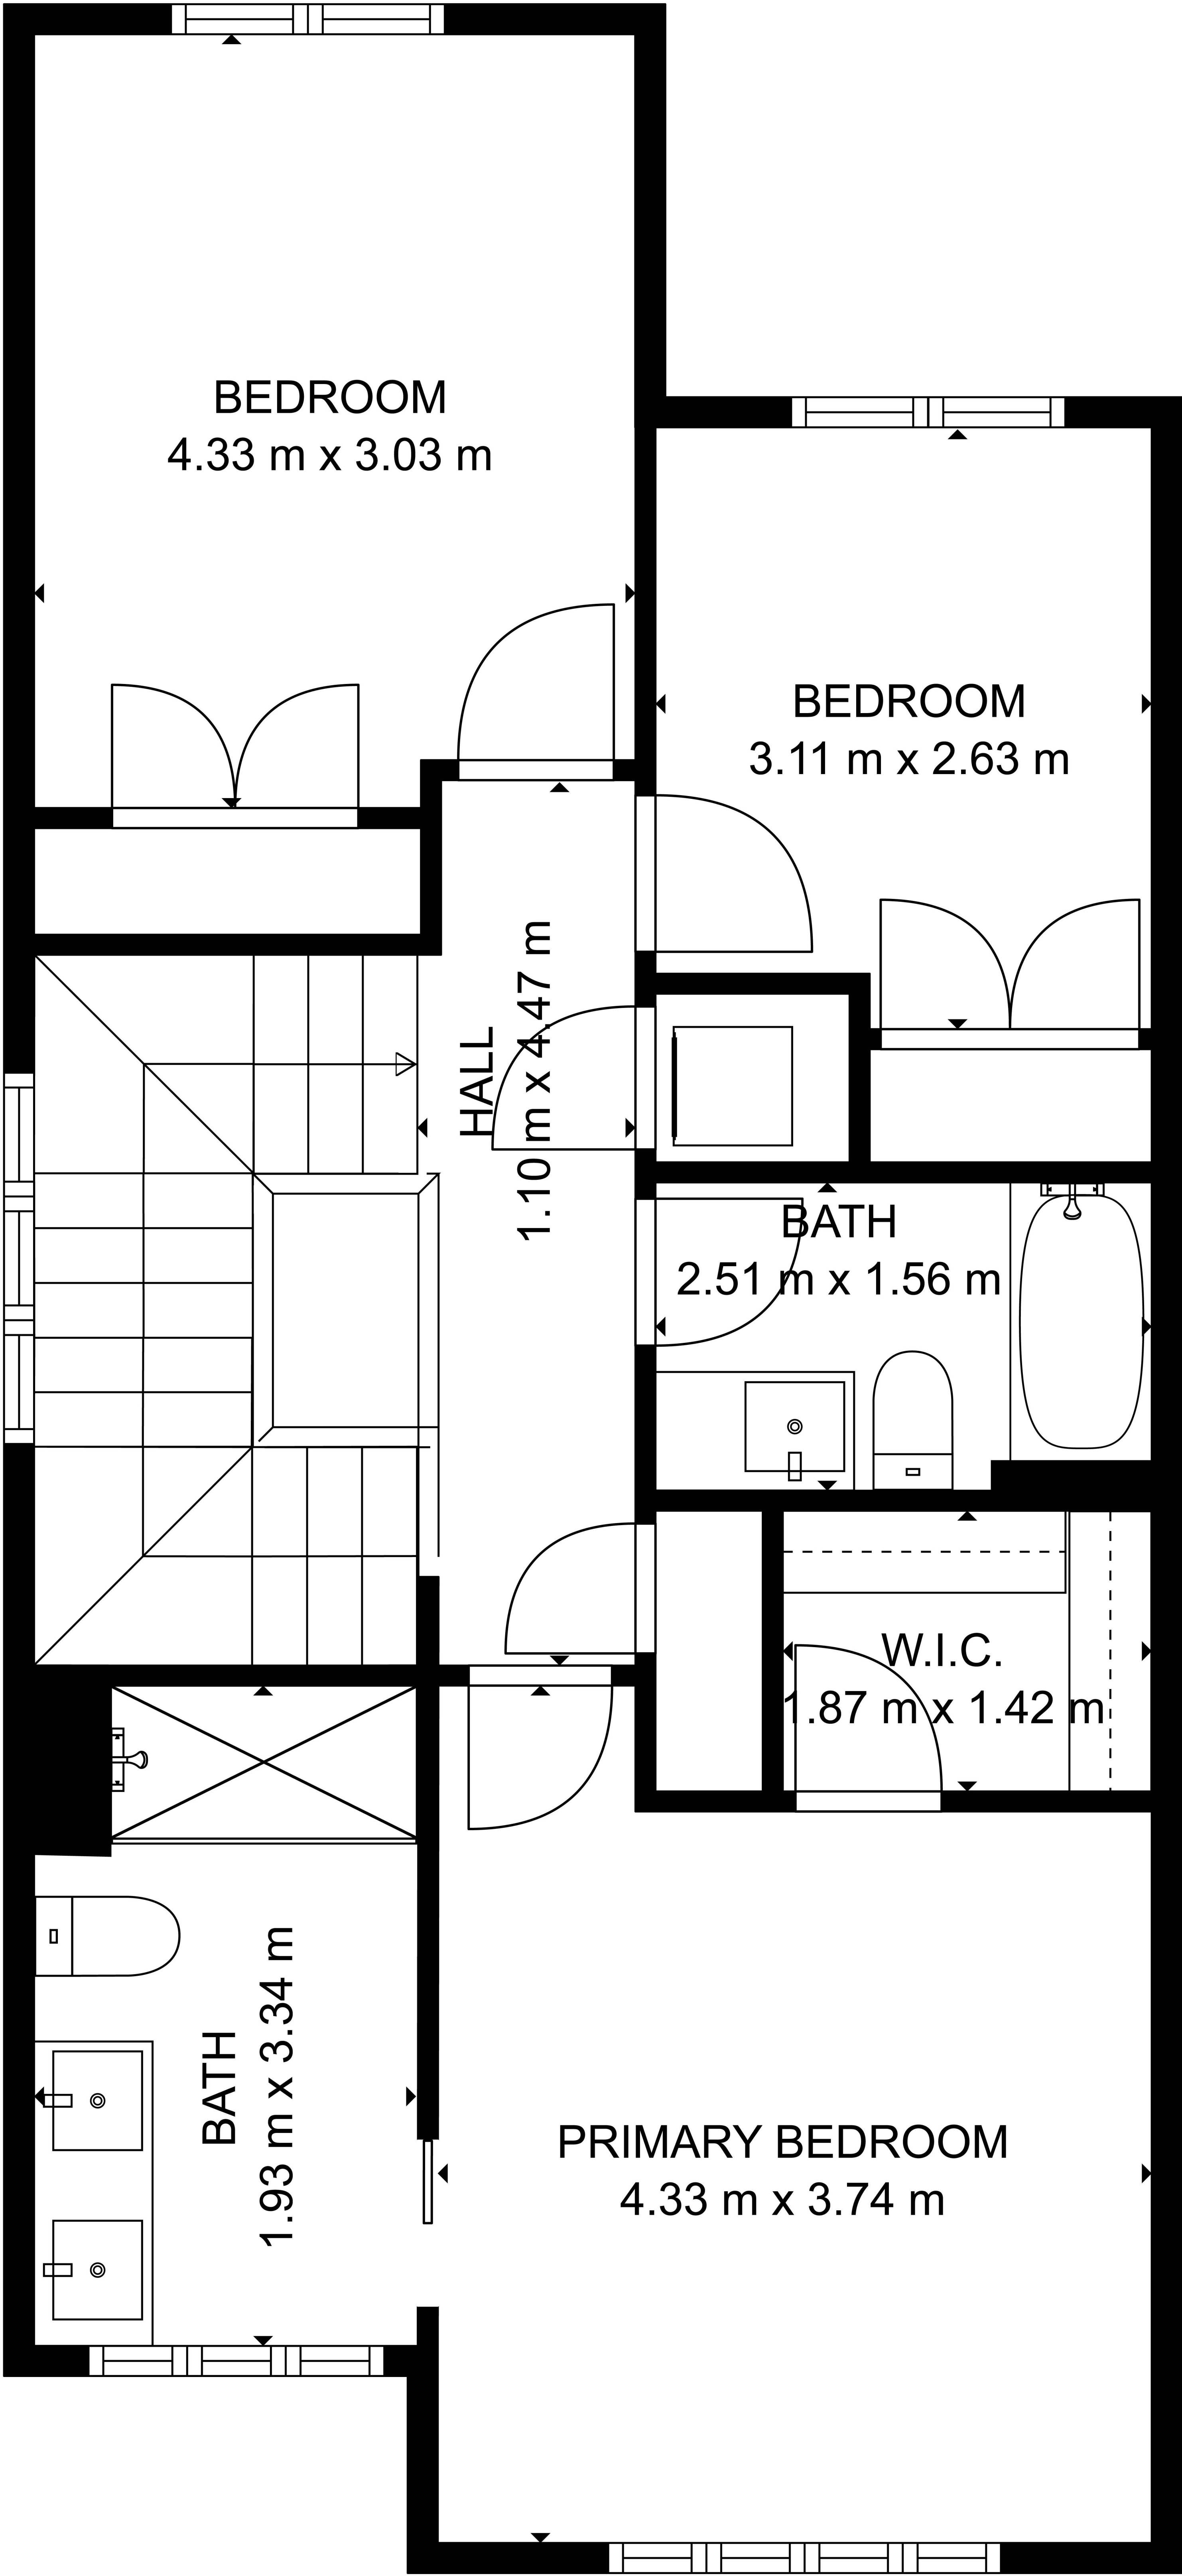 BEDROOM
4.33 m x 3.03 m
BEDROOM
3.11 m x 2.63 m
HALL
1.10 m x 4.47 m
BATH
2.51 m x 1.56 m
W.I.C.
1.87 m x 1.42 m
BATH
1.93 m x 3.34 m
PRIMARY BEDROOM
4.33 m x 3.74 m